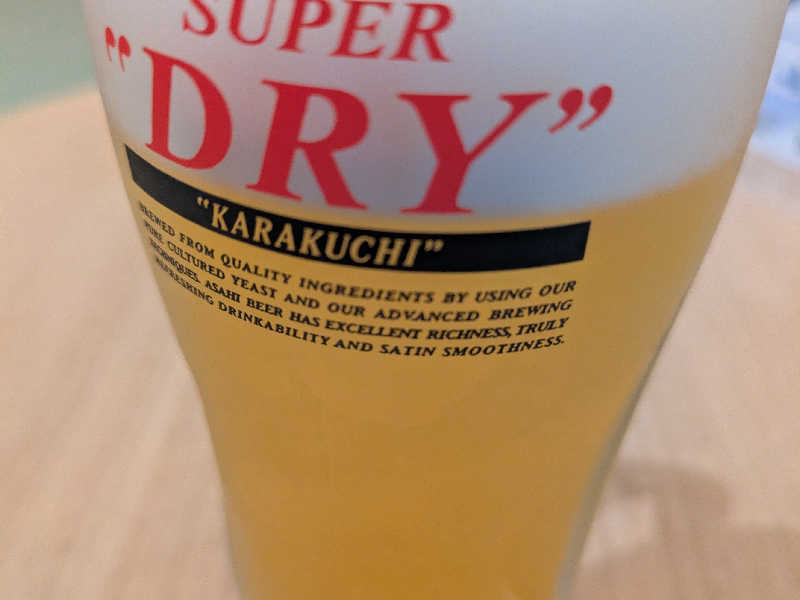 SUPER
"DRY"
"KARAKUCHI"
BREWED FROM QUALITY INGREDIENTS BY USING OUR
PURE CULTURED YEAST AND OUR ADVANCED BREWING
TECHNIQUES. ASAHI BEER HAS EXCELLENT RICHNESS, TRULY
REFRESHING DRINKABILITY AND SATIN SMOOTHNESS.